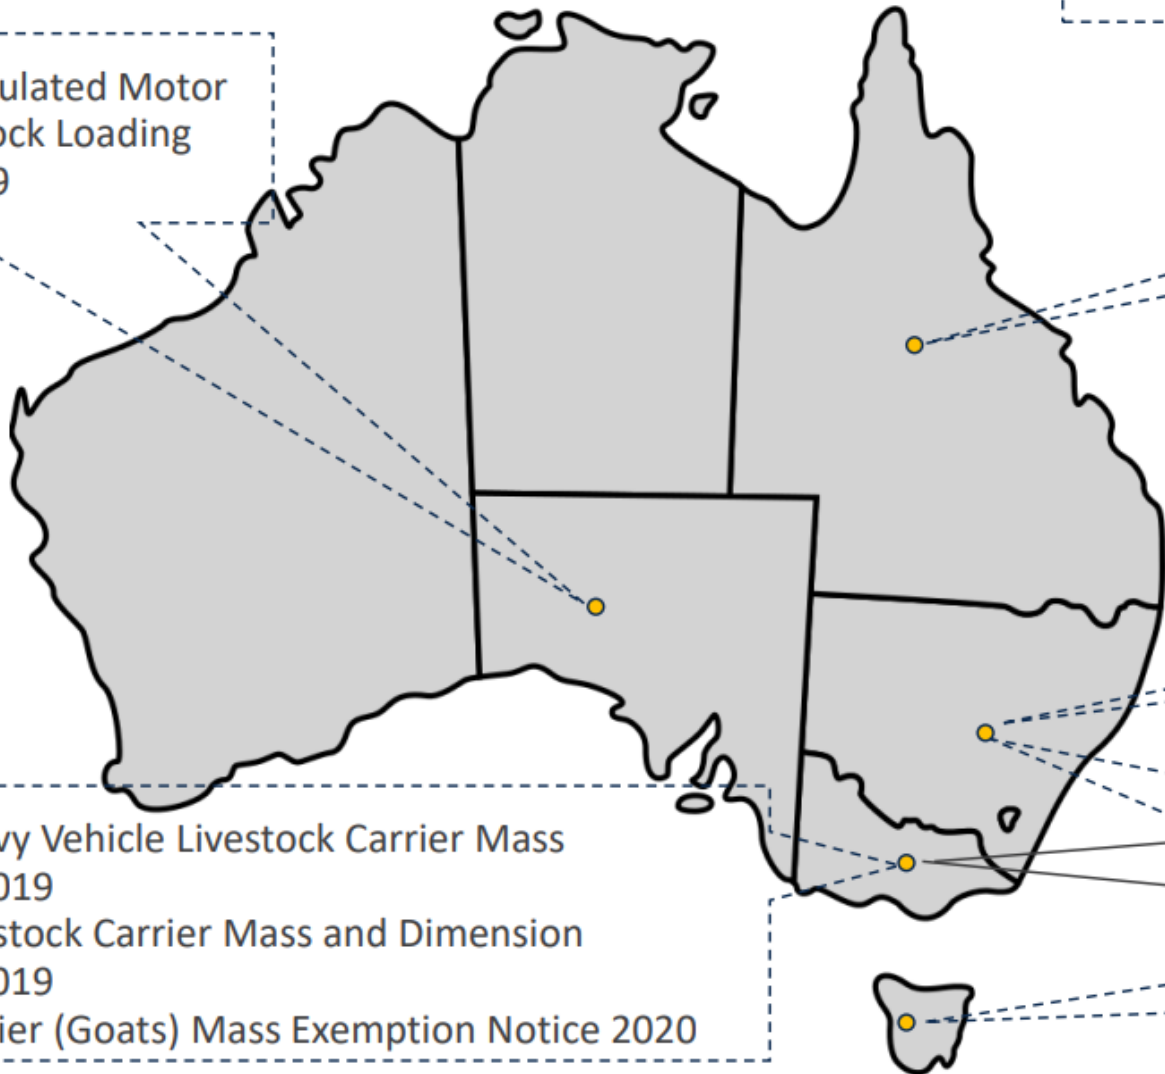 ulated Motor
ock Loading
9
vy Vehicle Livestock Carrier Mass
019
stock Carrier Mass and Dimension
019
ier (Goats) Mass Exemption Notice 2020